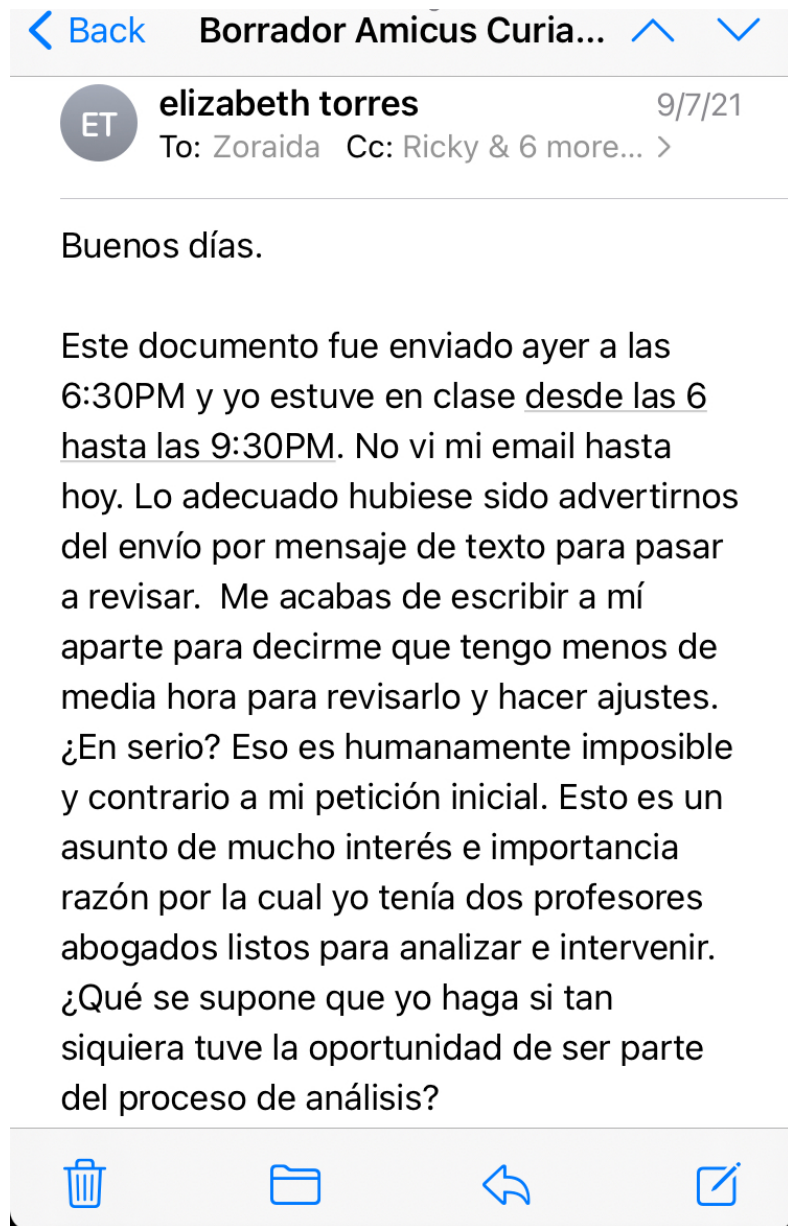 Back Borrador Amicus Curia...
ET
elizabeth torres 9/7/21
To: Zoraida Cc: Ricky & 6 more...
Buenos días.
Este documento fue enviado ayer a las
6:30PM y yo estuve en clase desde las 6
hasta las 9:30PM. No vi mi email hasta
hoy. Lo adecuado hubiese sido advertirnos
del envío por mensaje de texto para pasar
a revisar.  Me acabas de escribir a mí
aparte para decirme que tengo menos de
media hora para revisarlo y hacer ajustes.
¿En serio? Eso es humanamente imposible
y contrario a mi petición inicial. Esto es un
asunto de mucho interés e importancia
razón por la cual yo tenía dos profesores
abogados listos para analizar e intervenir.
¿Qué se supone que yo haga si tan
siquiera tuve la oportunidad de ser parte
del proceso de análisis?